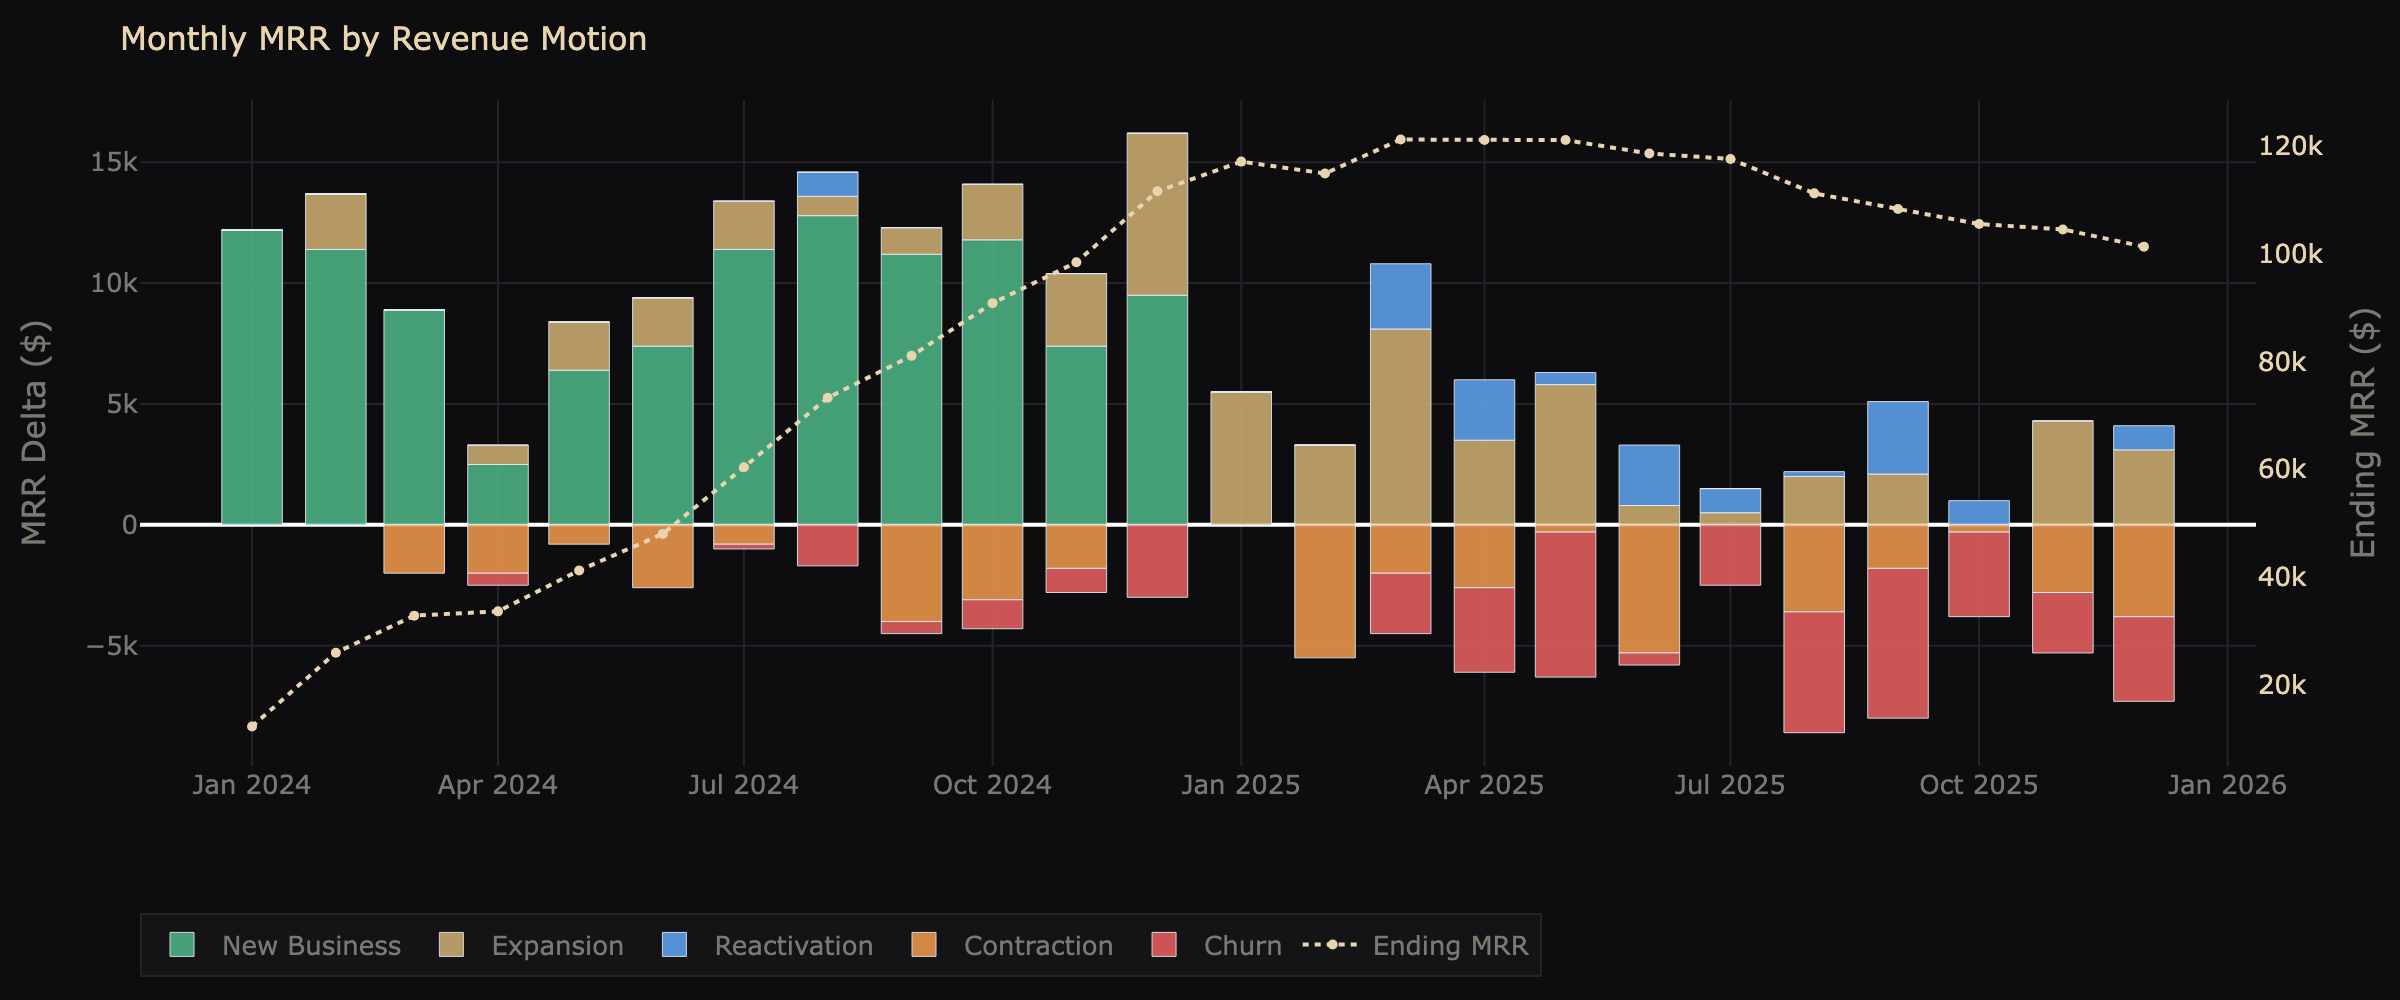 Monthly MRR by Revenue Motion
MRR Delta ($)
15k
10k
5k
0
−5k
120k
100k
80k
60k
40k
20k
Ending MRR ($)
Jan 2024 Apr 2024 Jul 2024 Oct 2024 Jan 2025 Apr 2025 Jul 2025 Oct 2025 Jan 2026
New Business Expansion Reactivation Contraction Churn Ending MRR